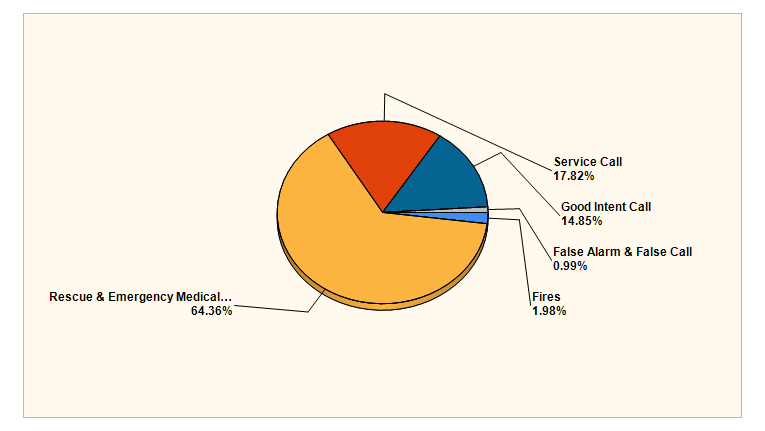 Service Call
17.82%
Good Intent Call
14.85%
False Alarm & False Call
0.99%
Rescue & Emergency Medical...
64.36%
Fires
1.98%